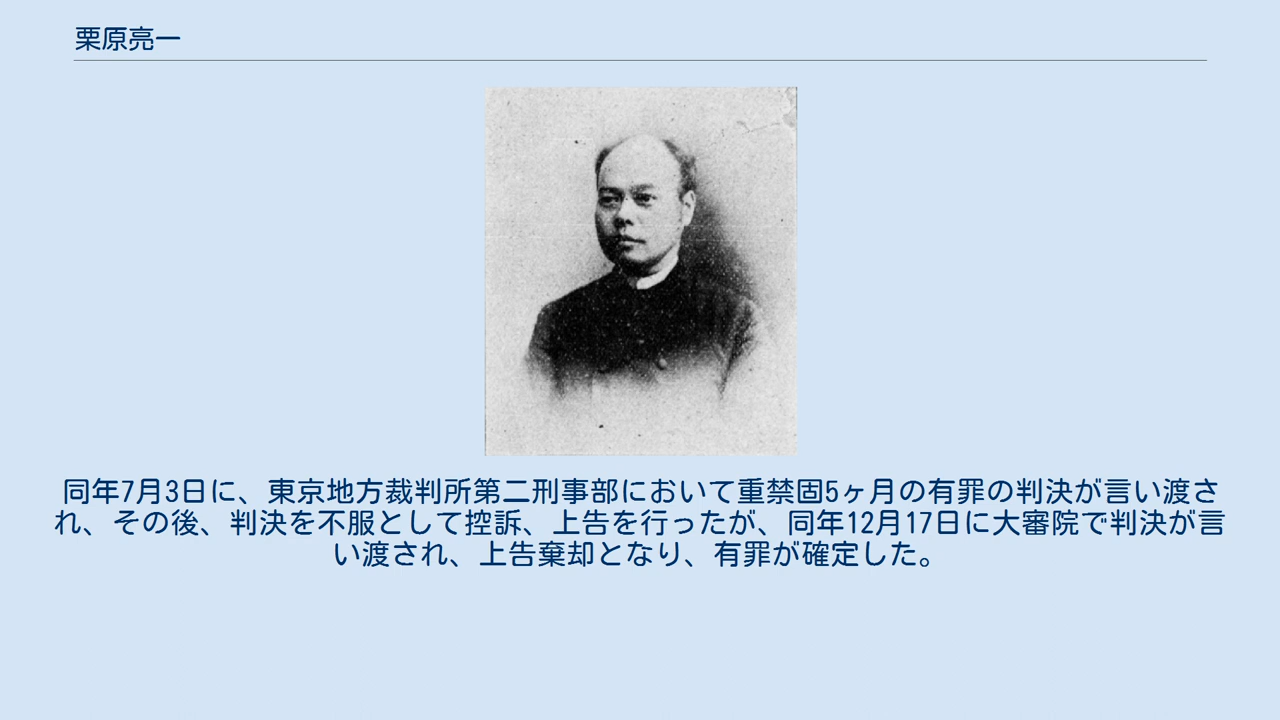 栗原亮一
同年7月3日に、東京地方裁判所第二刑事部において重禁固5ヶ月の有罪の判決が言い渡さ
れ、その後、判決を不服として控訴、上告を行ったが、同年12月17日に大審院で判決が言
い渡され、上告棄却となり、有罪が確定した。